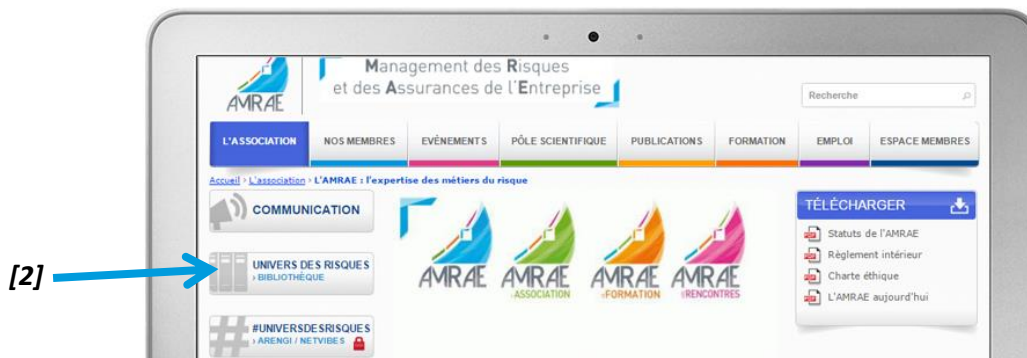 Management des Risques
et des Assurances de l'Entreprise
AMRAE
Recherche
L'ASSOCIATION NOS MEMBRES EVÈNEMENTS PÔLE SCIENTIFIQUE PUBLICATIONS FORMATION EMPLOI ESPACE MEMBRES
Accueil > L'association > L'AMRAE : l'expertise des métiers du risque
COMMUNICATION
UNIVERS DES RISQUES
› BIBLIOTHÈQUE
#UNIVERSDESRISQUES
› ARENGI / NETVIBES
AMRAE AMRAE AMRAE AMRAE
ASSOCIATION FORMATION RENCONTRES
TÉLÉCHARGER
Statuts de l'AMRAE
Règlement intérieur
Charte éthique
L'AMRAE aujourd'hui
[2]